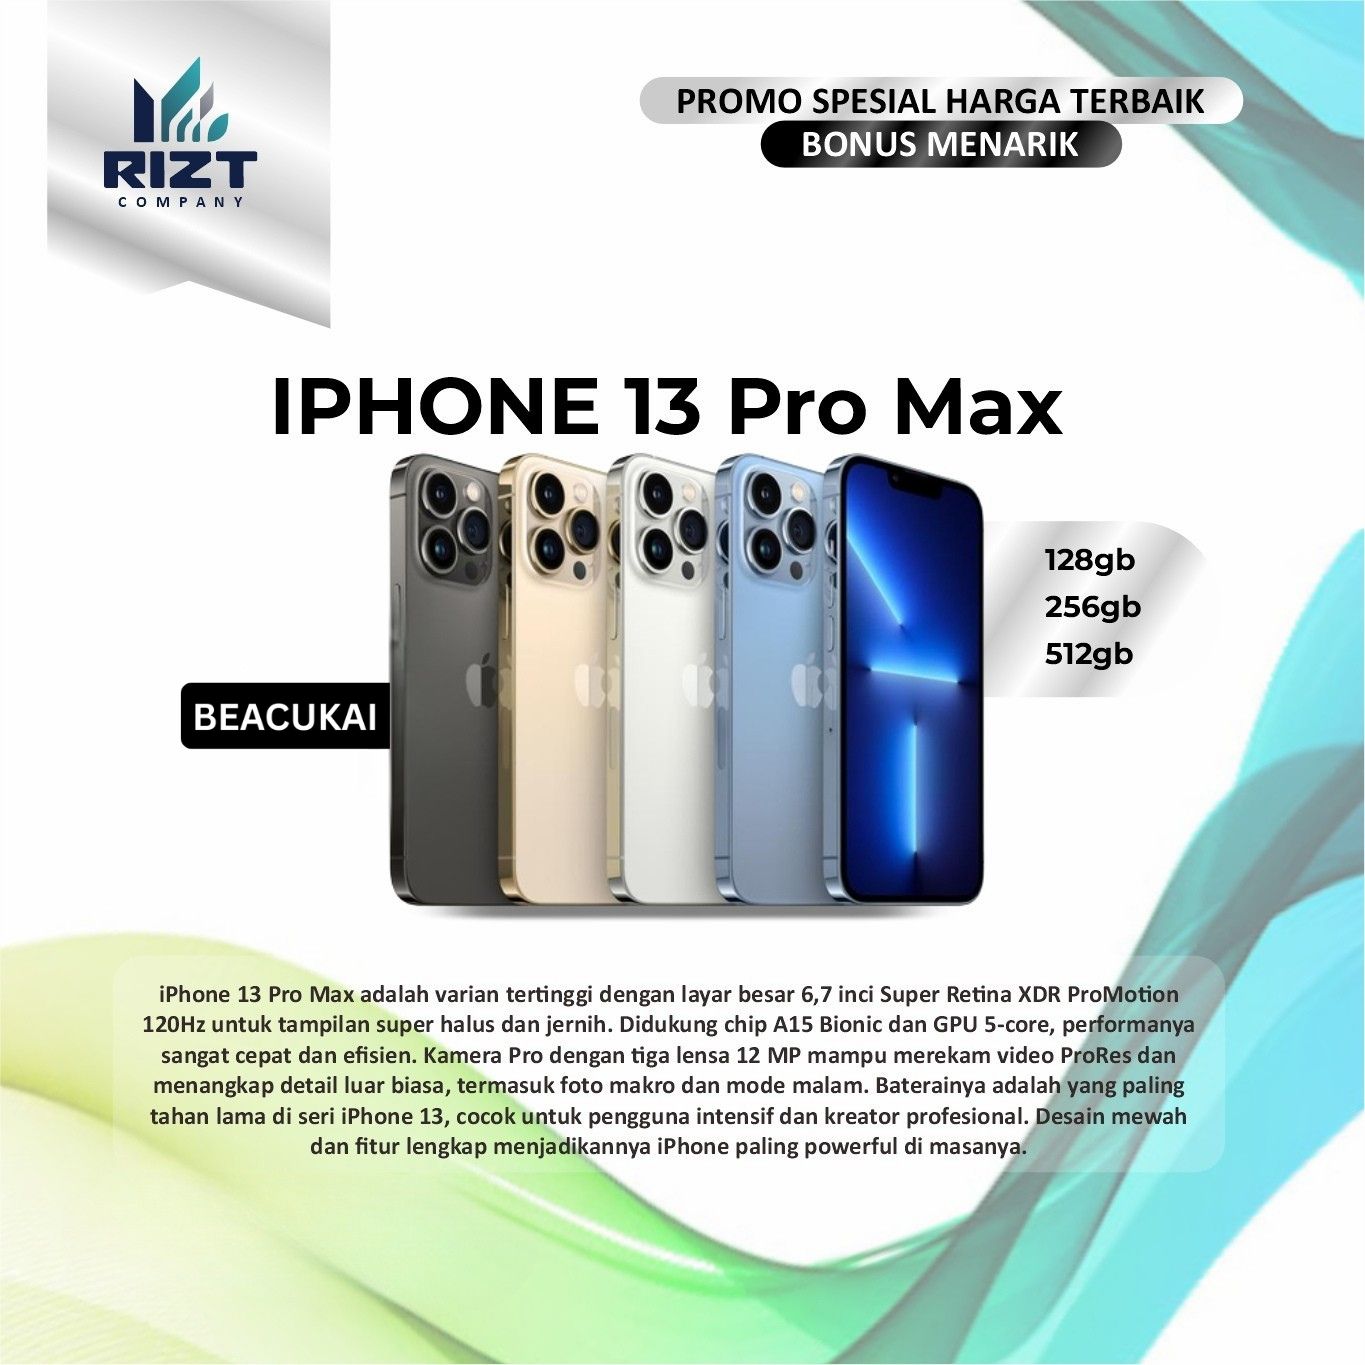 RIZT
COMPANY
PROMO SPESIAL HARGA TERBAIK
BONUS MENARIK
IPHONE 13 Pro Max
128gb
256gb
512gb
BEACUKAI
iPhone 13 Pro Max adalah varian tertinggi dengan layar besar 6,7 inci Super Retina XDR ProMotion
120Hz untuk tampilan super halus dan jernih. Didukung chip A15 Bionic dan GPU 5-core, performanya
sangat cepat dan efisien. Kamera Pro dengan tiga lensa 12 MP mampu merekam video ProRes dan
menangkap detail luar biasa, termasuk foto makro dan mode malam. Baterainya adalah yang paling
tahan lama di seri iPhone 13, cocok untuk pengguna intensif dan kreator profesional. Desain mewah
dan fitur lengkap menjadikannya iPhone paling powerful di masanya.